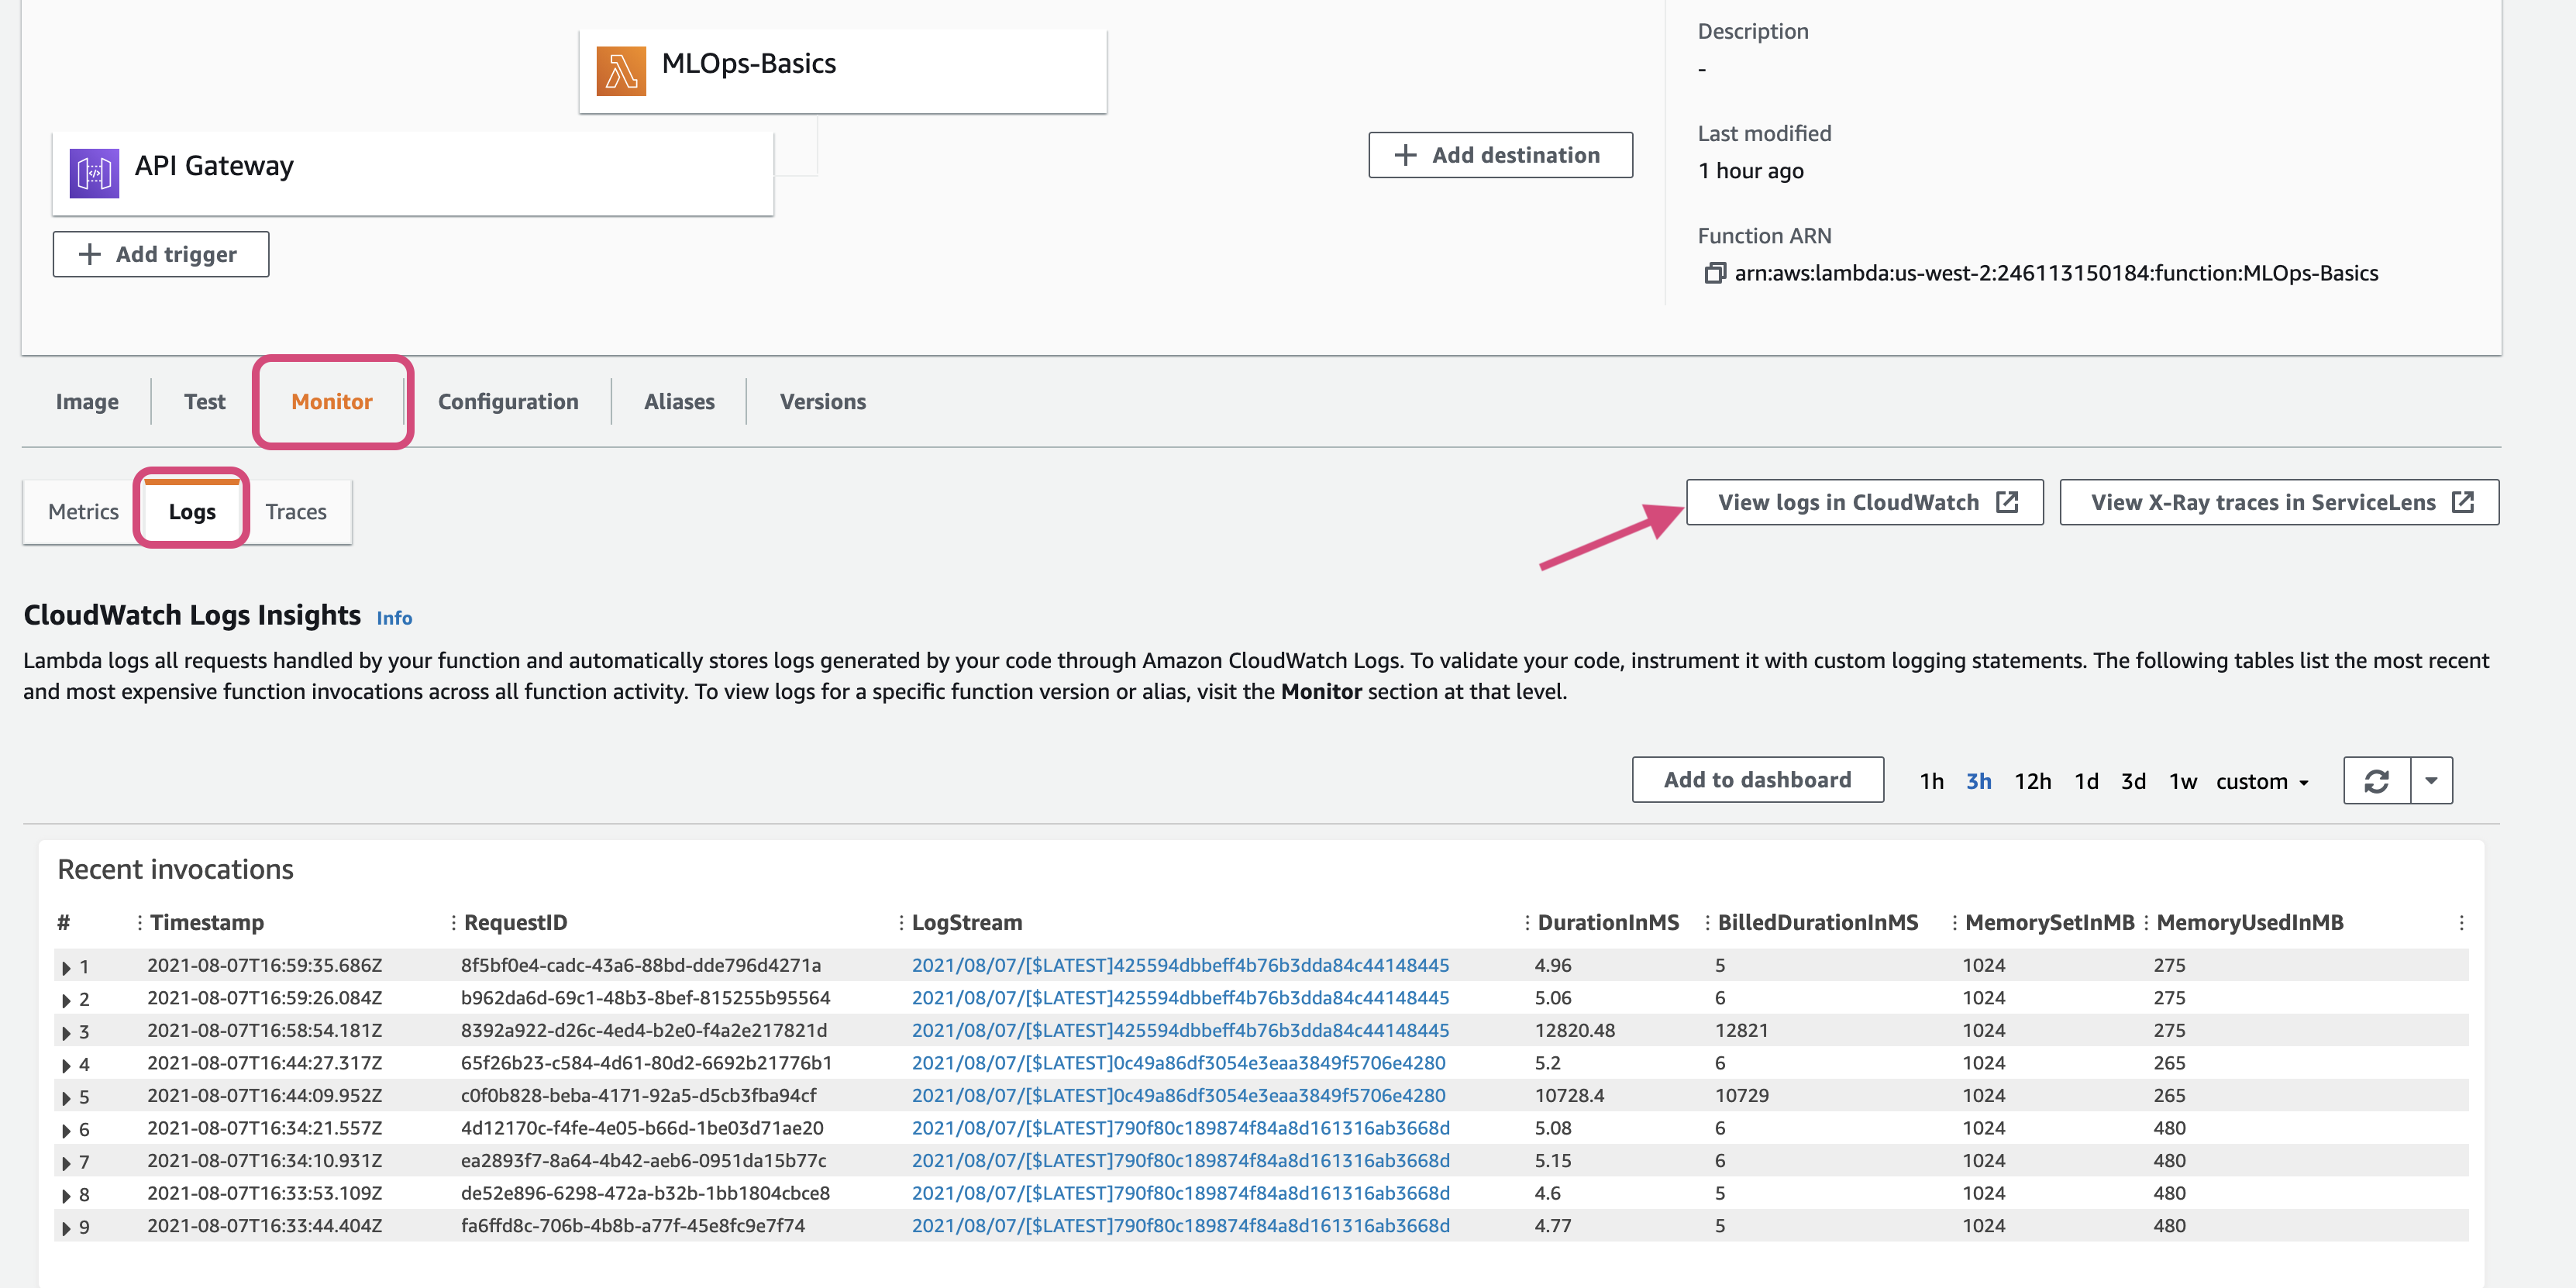 MLOps-Basics
API Gateway
Add trigger
Add destination
Description
-
Last modified
1 hour ago
Function ARN
arn:aws:lambda:us-west-2:246113150184:function:MLOps-Basics
Image Test Monitor Configuration Aliases Versions
Metrics Logs Traces
View logs in CloudWatch View X-Ray traces in ServiceLens
CloudWatch Logs Insights Info
Lambda logs all requests handled by your function and automatically stores logs generated by your code through Amazon CloudWatch Logs. To validate your code, instrument it with custom logging statements. The following tables list the most recent
and most expensive function invocations across all function activity. To view logs for a specific function version or alias, visit the Monitor section at that level.
Add to dashboard 1h 3h 12h 1d 3d 1w custom
Recent invocations
# Timestamp RequestID LogStream DurationInMS BilledDurationInMS MemorySetInMB MemoryUsedInMB
1 2021-08-07T16:59:35.686Z 8f5bf0e4-cadc-43a6-88bd-dde796d4271a 2021/08/07/[$LATEST]425594dbbeff4b76b3dda84c44148445 4.96 5 1024 275
2 2021-08-07T16:59:26.084Z b962da6d-69c1-48b3-8bef-815255b95564 2021/08/07/[$LATEST]425594dbbeff4b76b3dda84c44148445 5.06 6 1024 275
3 2021-08-07T16:58:54.181Z 8392a922-d26c-4ed4-b2e0-f4a2e217821d 2021/08/07/[$LATEST]425594dbbeff4b76b3dda84c44148445 12820.48 12821 1024 275
4 2021-08-07T16:44:27.317Z 65f26b23-c584-4d61-80d2-6692b21776b1 2021/08/07/[$LATEST]0c49a86df3054e3eaa3849f5706e4280 5.2 6 1024 265
5 2021-08-07T16:44:09.952Z c0f0b828-beba-4171-92a5-d5cb3fba94cf 2021/08/07/[$LATEST]0c49a86df3054e3eaa3849f5706e4280 10728.4 10729 1024 265
6 2021-08-07T16:34:21.557Z 4d12170c-f4fe-4e05-b66d-1be03d71ae20 2021/08/07/[$LATEST]790f80c189874f84a8d161316ab3668d 5.08 6 1024 480
7 2021-08-07T16:34:10.931Z ea2893f7-8a64-4b42-aeb6-0951da15b77c 2021/08/07/[$LATEST]790f80c189874f84a8d161316ab3668d 5.15 6 1024 480
8 2021-08-07T16:33:53.109Z de52e896-6298-472a-b32b-1bb1804cbce8 2021/08/07/[$LATEST]790f80c189874f84a8d161316ab3668d 4.6 5 1024 480
9 2021-08-07T16:33:44.404Z fa6ffd8c-706b-4b8b-a77f-45e8fc9e7f74 2021/08/07/[$LATEST]790f80c189874f84a8d161316ab3668d 4.77 5 1024 480